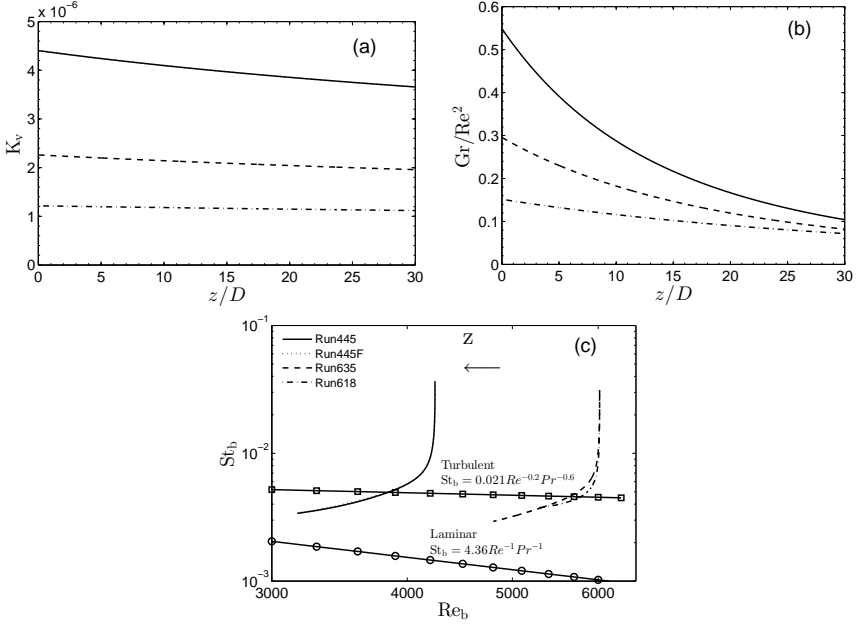 5 × 10⁻⁶
(a)
4
3
2
1
0
K_v
0 5 10 15 20 25 30
z/D
0.6
(b)
0.5
0.4
0.3
0.2
0.1
0
Gr/Re²
0 5 10 15 20 25 30
z/D
10⁻¹
Run445
Run445F
Run635
Run618
z
←
(c)
10⁻²
St_b
Turbulent
St_b = 0.021Re^{-0.2}Pr^{-0.6}
Laminar
St_b = 4.36Re^{-1}Pr^{-1}
10⁻³
3000 4000 5000 6000
Re_b